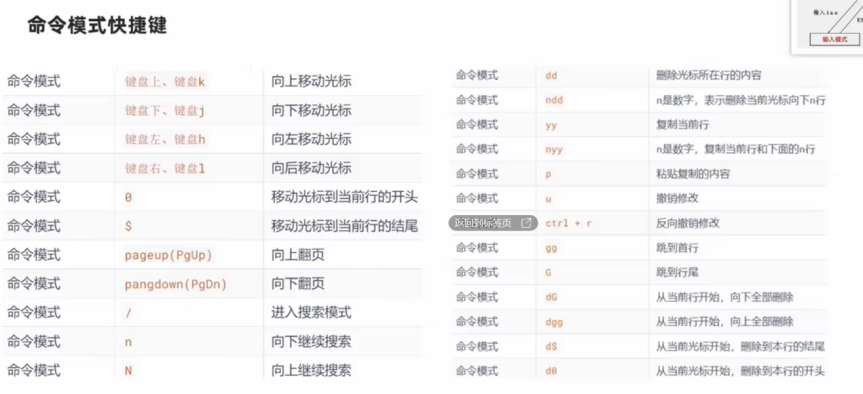 命令模式快捷键
输入模式
命令模式 键盘上、键盘k 向上移动光标
命令模式 键盘下、键盘j 向下移动光标
命令模式 键盘左、键盘h 向左移动光标
命令模式 键盘右、键盘l 向后移动光标
命令模式 0 移动光标到当前行的开头
命令模式 $ 移动光标到当前行的结尾
命令模式 pageup(PgUp) 向上翻页
命令模式 pangdown(PgDn) 向下翻页
命令模式 / 进入搜索模式
命令模式 n 向下继续搜索
命令模式 N 向上继续搜索
命令模式 dd 删除光标所在行的内容
命令模式 ndd n是数字，表示删除当前光标向下n行
命令模式 yy 复制当前行
命令模式 nyy n是数字，复制当前行和下面的n行
命令模式 p 粘贴复制的内容
命令模式 u 撤销修改
返回到标签页 ctrl + r 反向撤销修改
命令模式 gg 跳到首行
命令模式 G 跳到行尾
命令模式 dG 从当前行开始，向下全部删除
命令模式 dgg 从当前行开始，向上全部删除
命令模式 d$ 从当前光标开始，删除到本行的结尾
命令模式 d0 从当前光标开始，删除到本行的开头